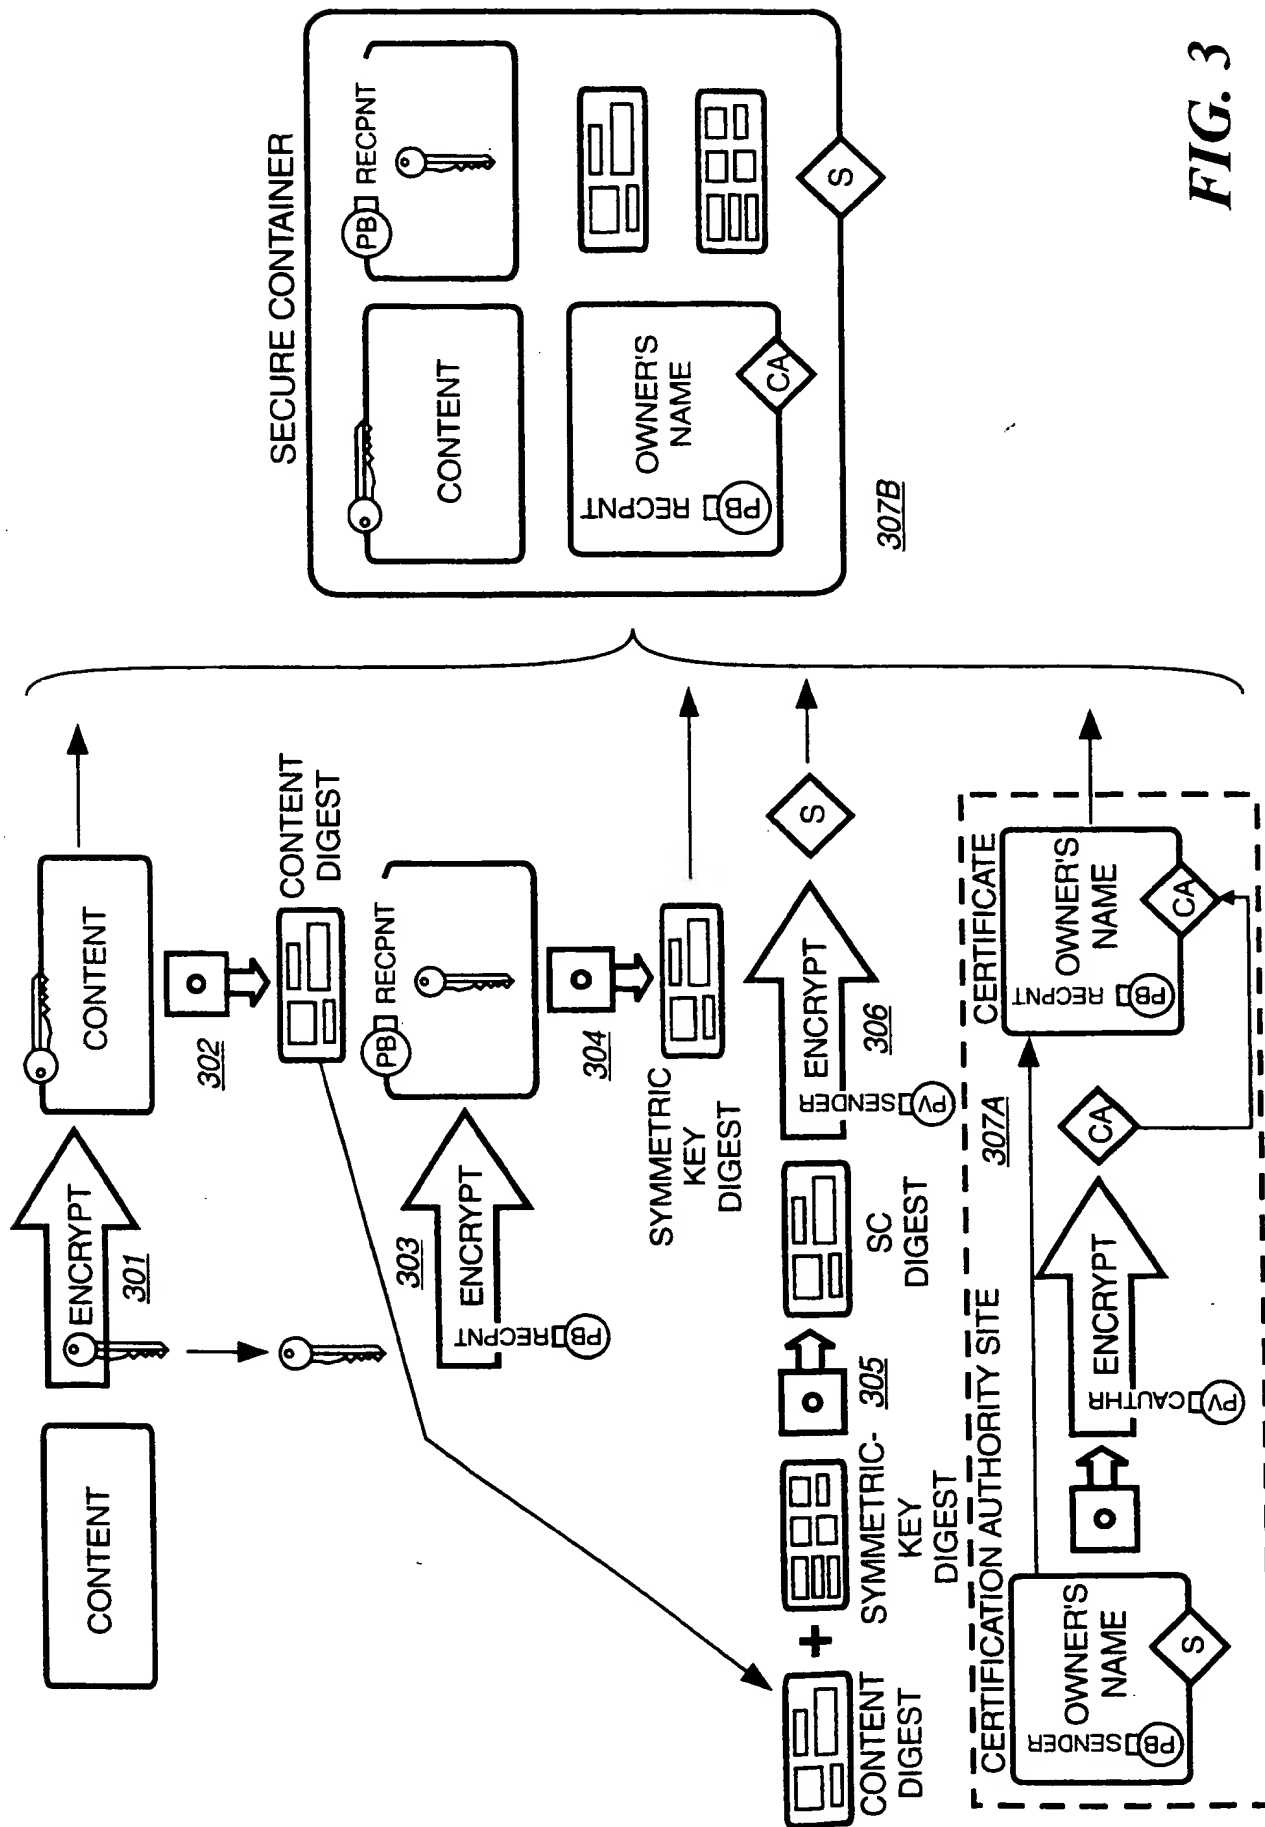 CONTENT
ENCRYPT
301
CONTENT
302
CONTENT
DIGEST
303
ENCRYPT
RECPNT
PB
PB
RECPNT
304
SYMMETRIC
KEY
DIGEST
CONTENT
DIGEST
+
SYMMETRIC-
KEY
DIGEST
305
SC
DIGEST
ENCRYPT
SENDER
PV
306
S
CERTIFICATION AUTHORITY SITE
307A
OWNER'S
NAME
SENDER
PB
S
ENCRYPT
CAUTHR
PV
CA
CERTIFICATE
OWNER'S
NAME
RECPNT
PB
CA
SECURE CONTAINER
CONTENT
PB
RECPNT
OWNER'S
NAME
RECPNT
PB
CA
S
307B
FIG. 3